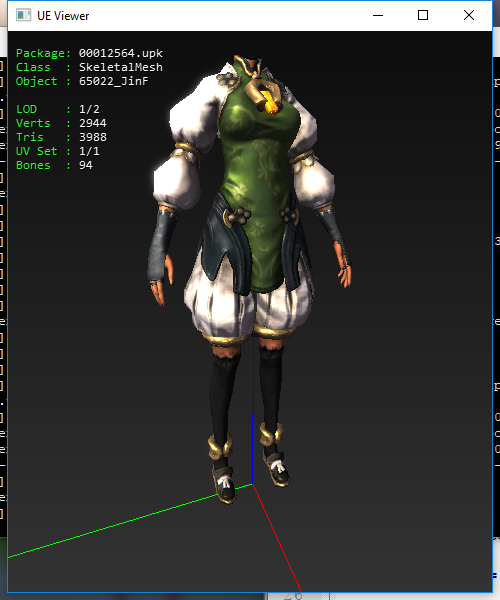 UE Viewer
Package: 00012564.upk
Class : SkeletalMesh
Object : 65022_JinF
LOD : 1/2
Verts : 2944
Tris : 3988
UV Set : 1/1
Bones : 94